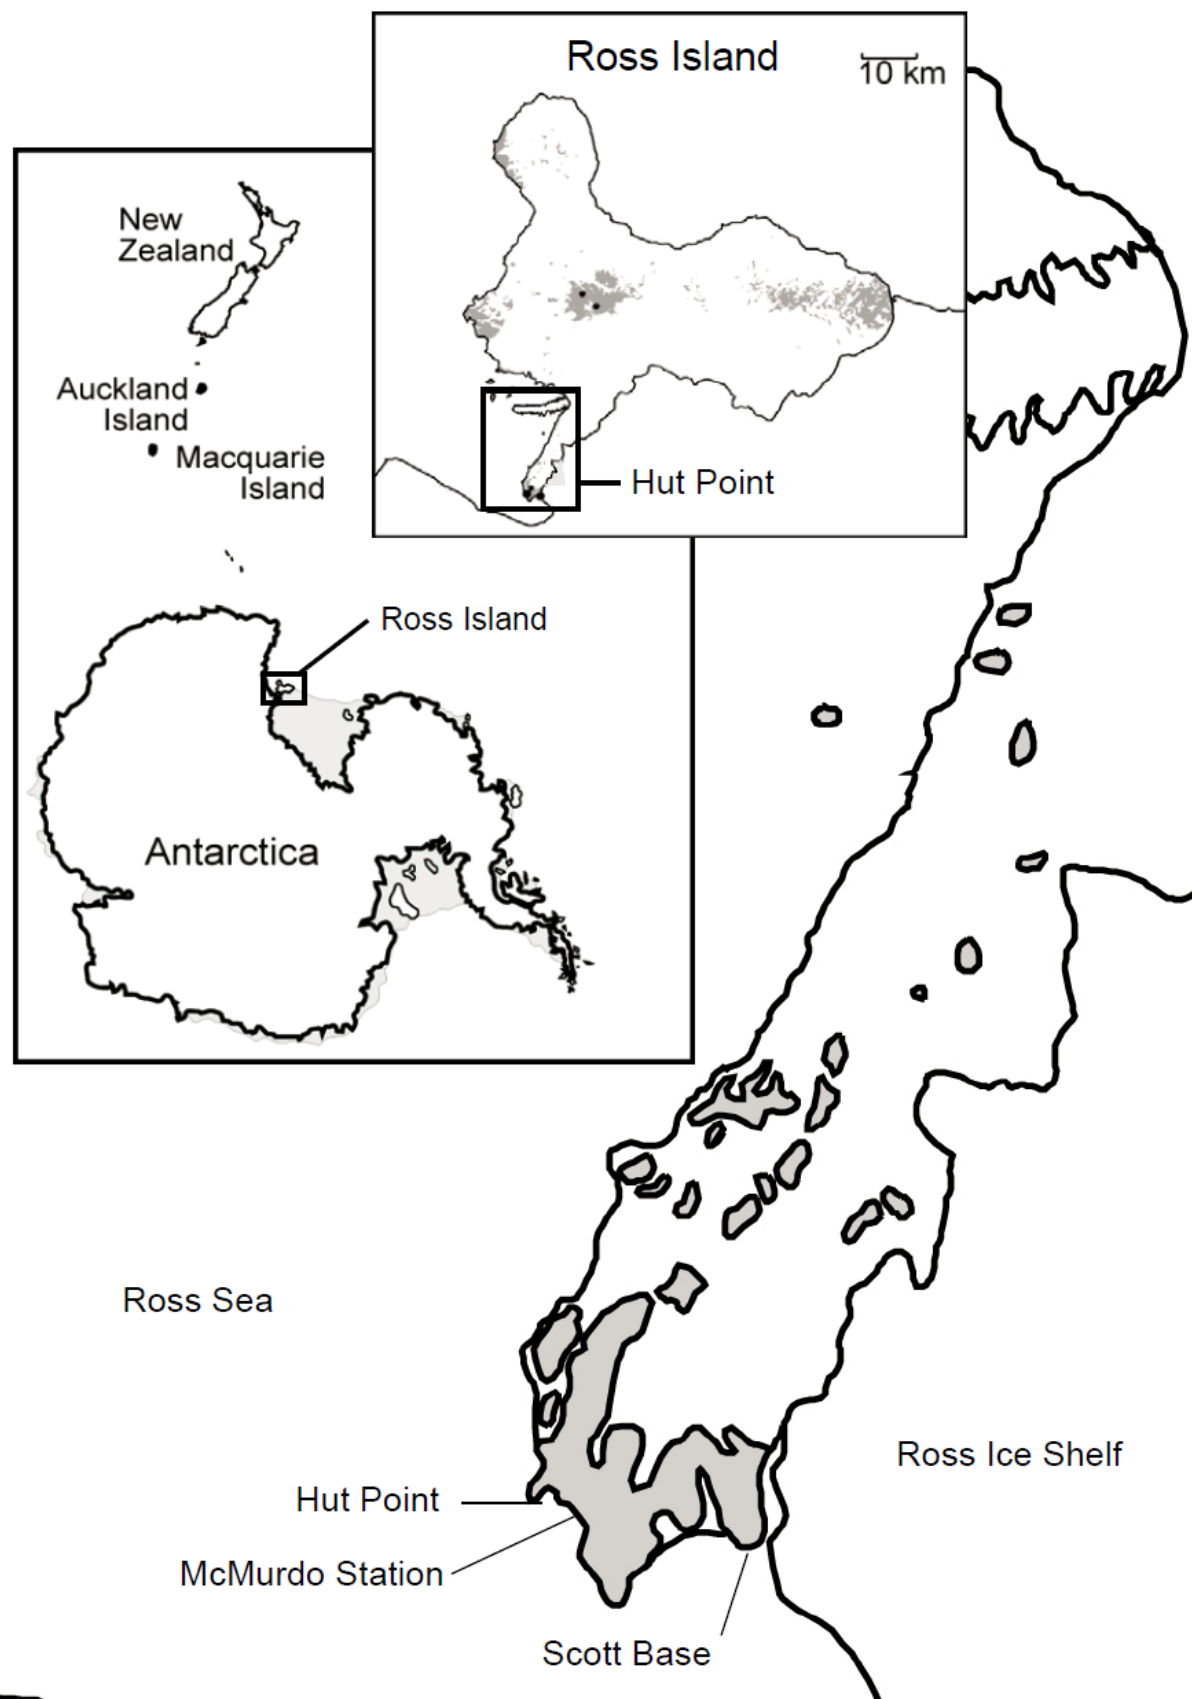 Ross Island
10 km
New
Zealand
Auckland
Island
Macquarie
Island
Hut Point
Ross Island
Antarctica
Ross Sea
Ross Ice Shelf
Hut Point
McMurdo Station
Scott Base